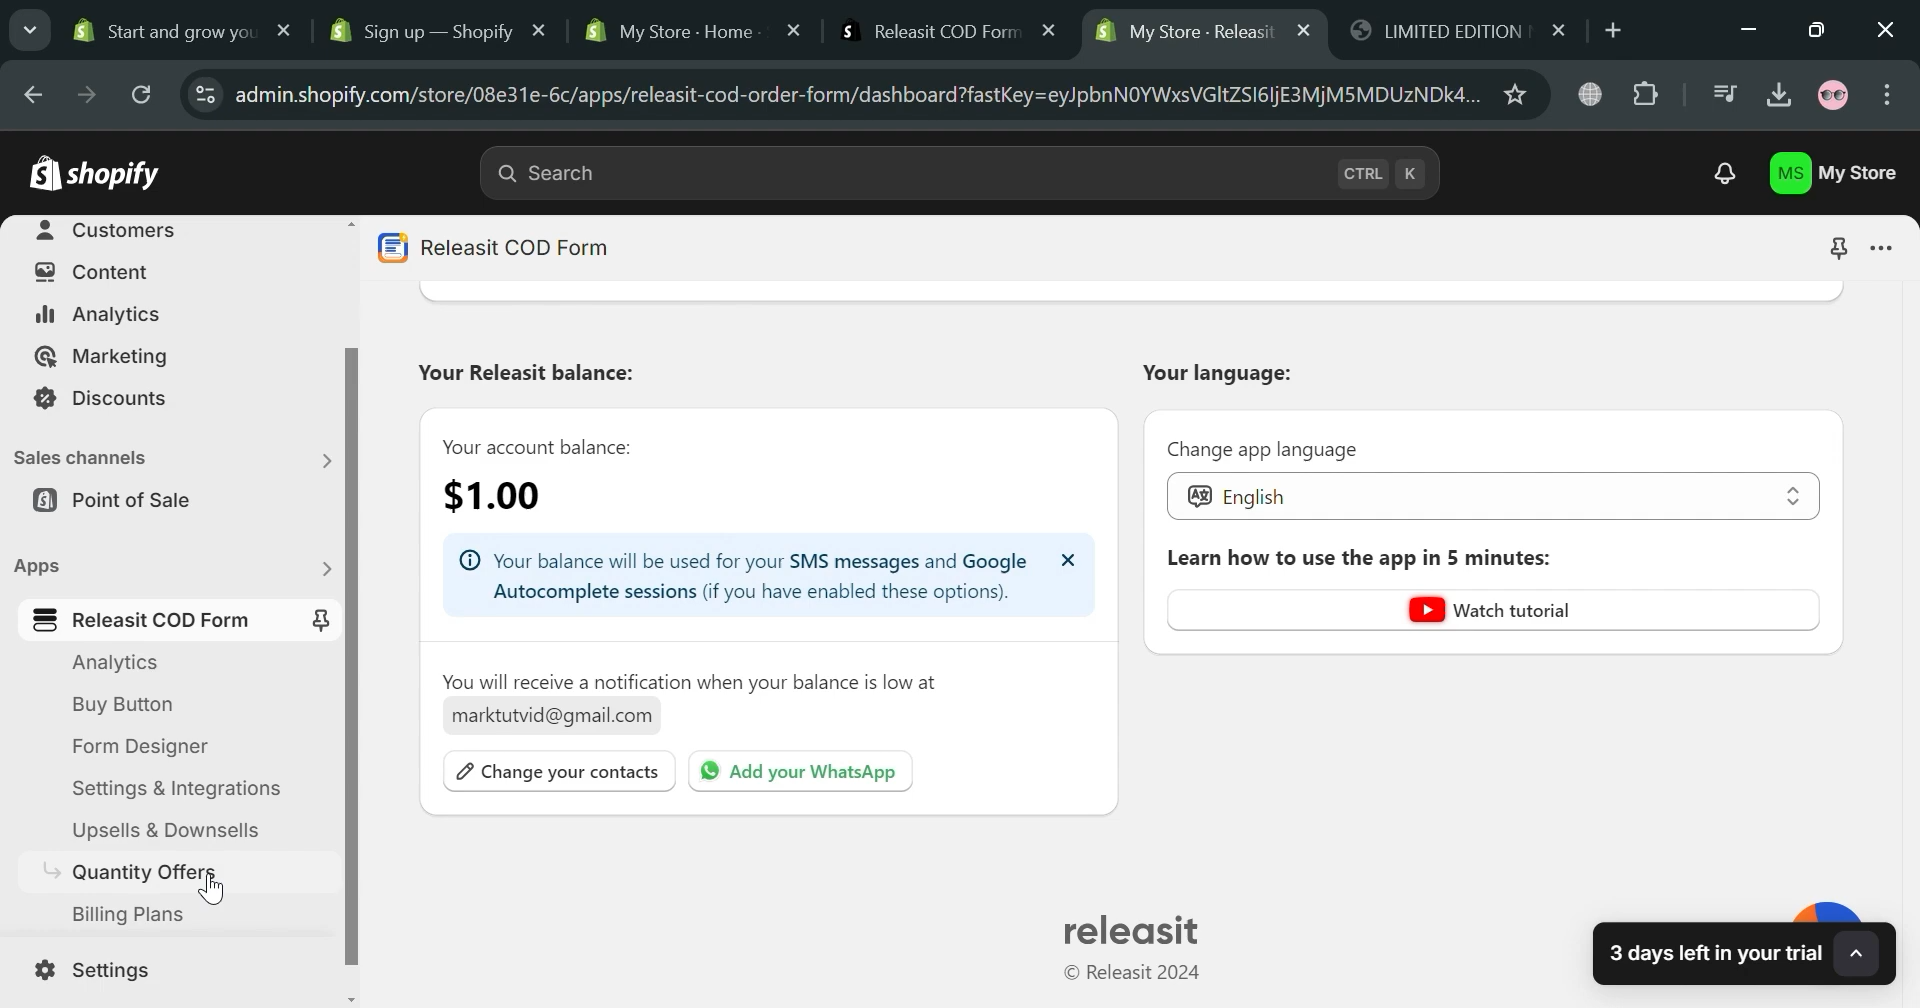 Start and grow you
Sign up — Shopify
My Store · Home ·
Releasit COD Form
My Store · Releasit
LIMITED EDITION
admin.shopify.com/store/08e31e-6c/apps/releasit-cod-order-form/dashboard?fastKey=eyJpbnN0YWxsVGltZSI6IjE3MjM5MDUzNDk4...
shopify
Search
CTRL K
MS My Store
Customers
Content
Analytics
Marketing
Discounts
Sales channels
Point of Sale
Apps
Releasit COD Form
Analytics
Buy Button
Form Designer
Settings & Integrations
Upsells & Downsells
Quantity Offers
Billing Plans
Settings
Releasit COD Form
Your Releasit balance:
Your account balance:
$1.00
Your balance will be used for your SMS messages and Google
Autocomplete sessions (if you have enabled these options).
You will receive a notification when your balance is low at
marktutvid@gmail.com
Change your contacts
Add your WhatsApp
Your language:
Change app language
English
Learn how to use the app in 5 minutes:
Watch tutorial
releasit
© Releasit 2024
3 days left in your trial